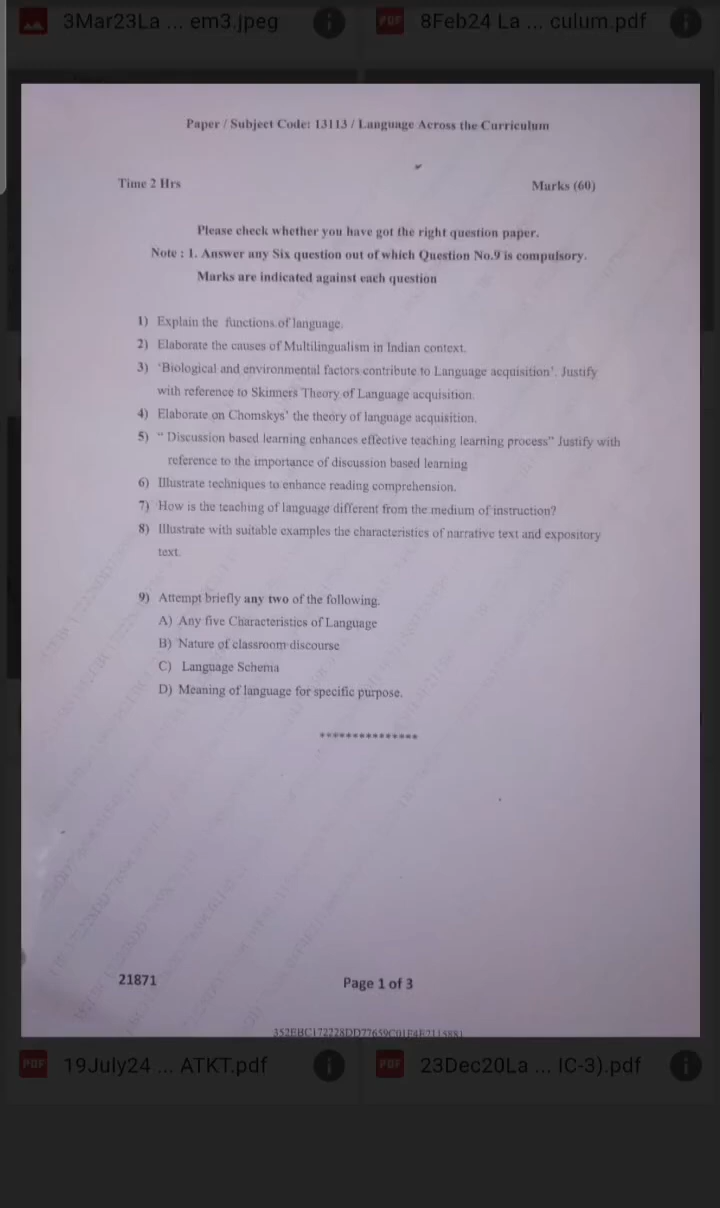 3Mar23La ... em3.jpeg
8Feb24 La ... culum.pdf
Paper / Subject Code: 13113 / Language Across the Curriculum
Time 2 Hrs
Marks (60)
Please check whether you have got the right question paper.
Note : 1. Answer any Six question out of which Question No.9 is compulsory.
Marks are indicated against each question
1) Explain the functions of language.
2) Elaborate the causes of Multilingualism in Indian context.
3) 'Biological and environmental factors contribute to Language acquisition'. Justify
with reference to Skinners Theory of Language acquisition.
4) Elaborate on Chomskys' the theory of language acquisition.
5) " Discussion based learning enhances effective teaching learning process" Justify with
reference to the importance of discussion based learning
6) Illustrate techniques to enhance reading comprehension.
7) How is the teaching of language different from the medium of instruction?
8) Illustrate with suitable examples the characteristics of narrative text and expository
text.
9) Attempt briefly any two of the following.
A) Any five Characteristics of Language
B) Nature of classroom discourse
C) Language Schema
D) Meaning of language for specific purpose.
***************
21871
Page 1 of 3
PDF 19July24 ... ATKT.pdf
PDF 23Dec20La ... IC-3).pdf